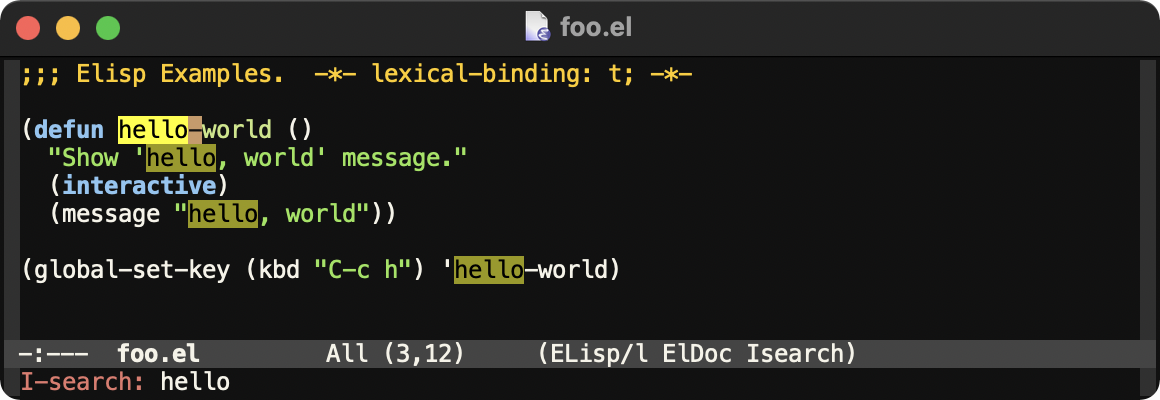 foo.el
;;; Elisp Examples.  -*- lexical-binding: t; -*-
(defun hello-world ()
  "Show 'hello, world' message."
  (interactive)
  (message "hello, world"))
(global-set-key (kbd "C-c h") 'hello-world)
-:---  foo.el         All (3,12)     (ELisp/l ElDoc Isearch)
I-search: hello